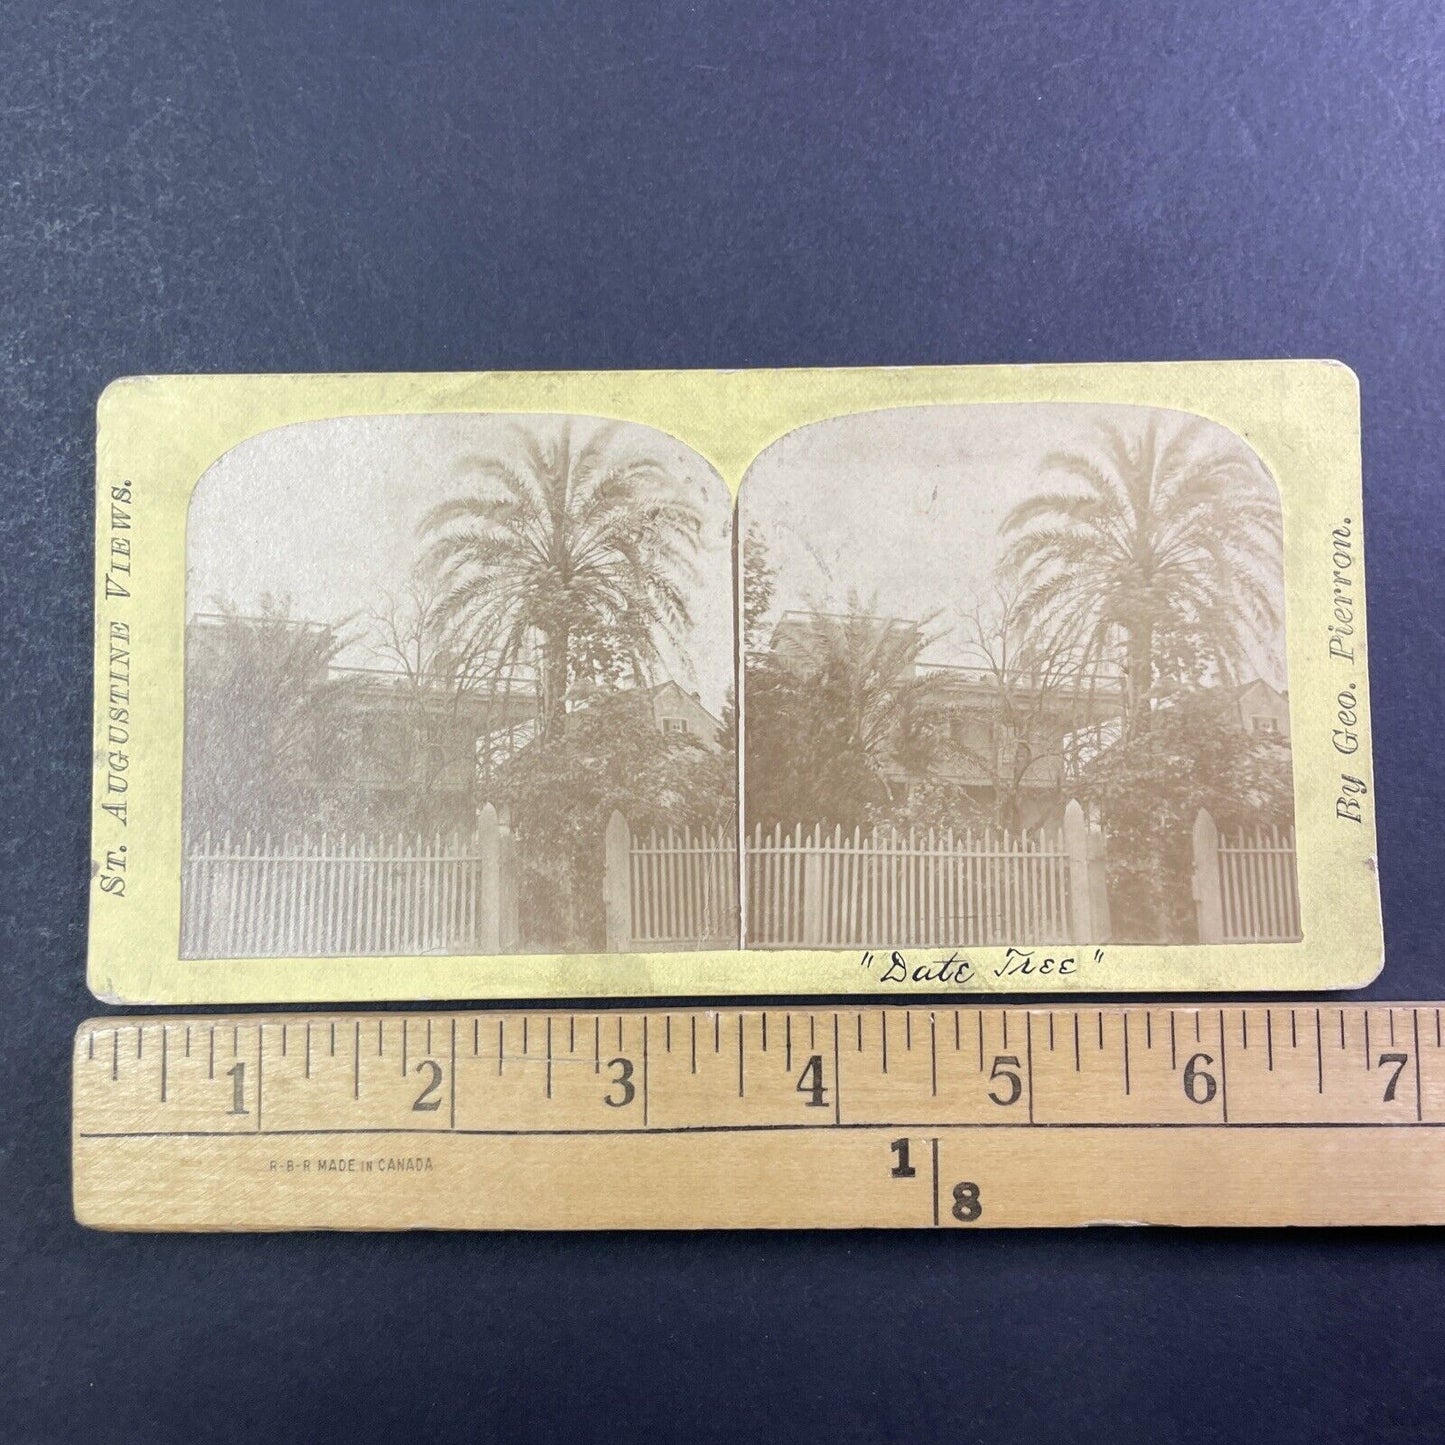 St. Augustine Views.
By Geo. Pierron.
"Date Tree"
1 2 3 4 5 6 7
R-B-R MADE IN CANADA
1
8